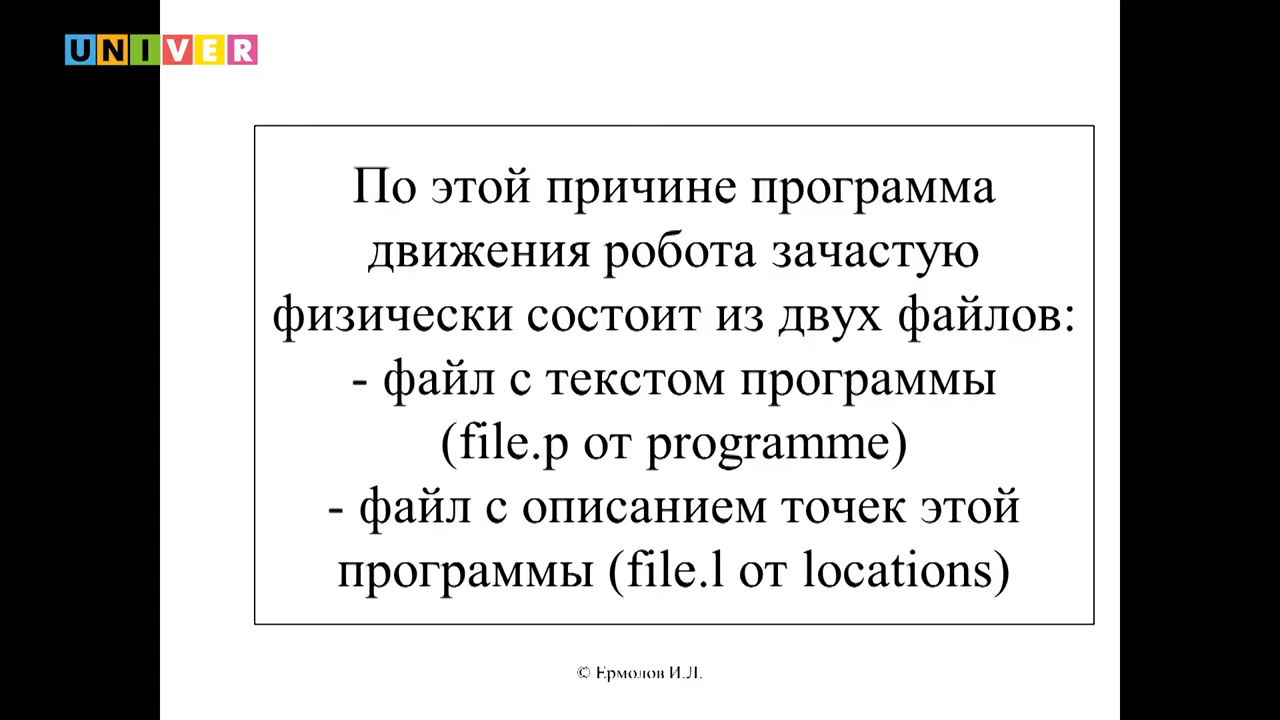 UNIVER
По этой причине программа
движения робота зачастую
физически состоит из двух файлов:
- файл с текстом программы
(file.p от programme)
- файл с описанием точек этой
программы (file.l от locations)
© Ермолов И.Л.